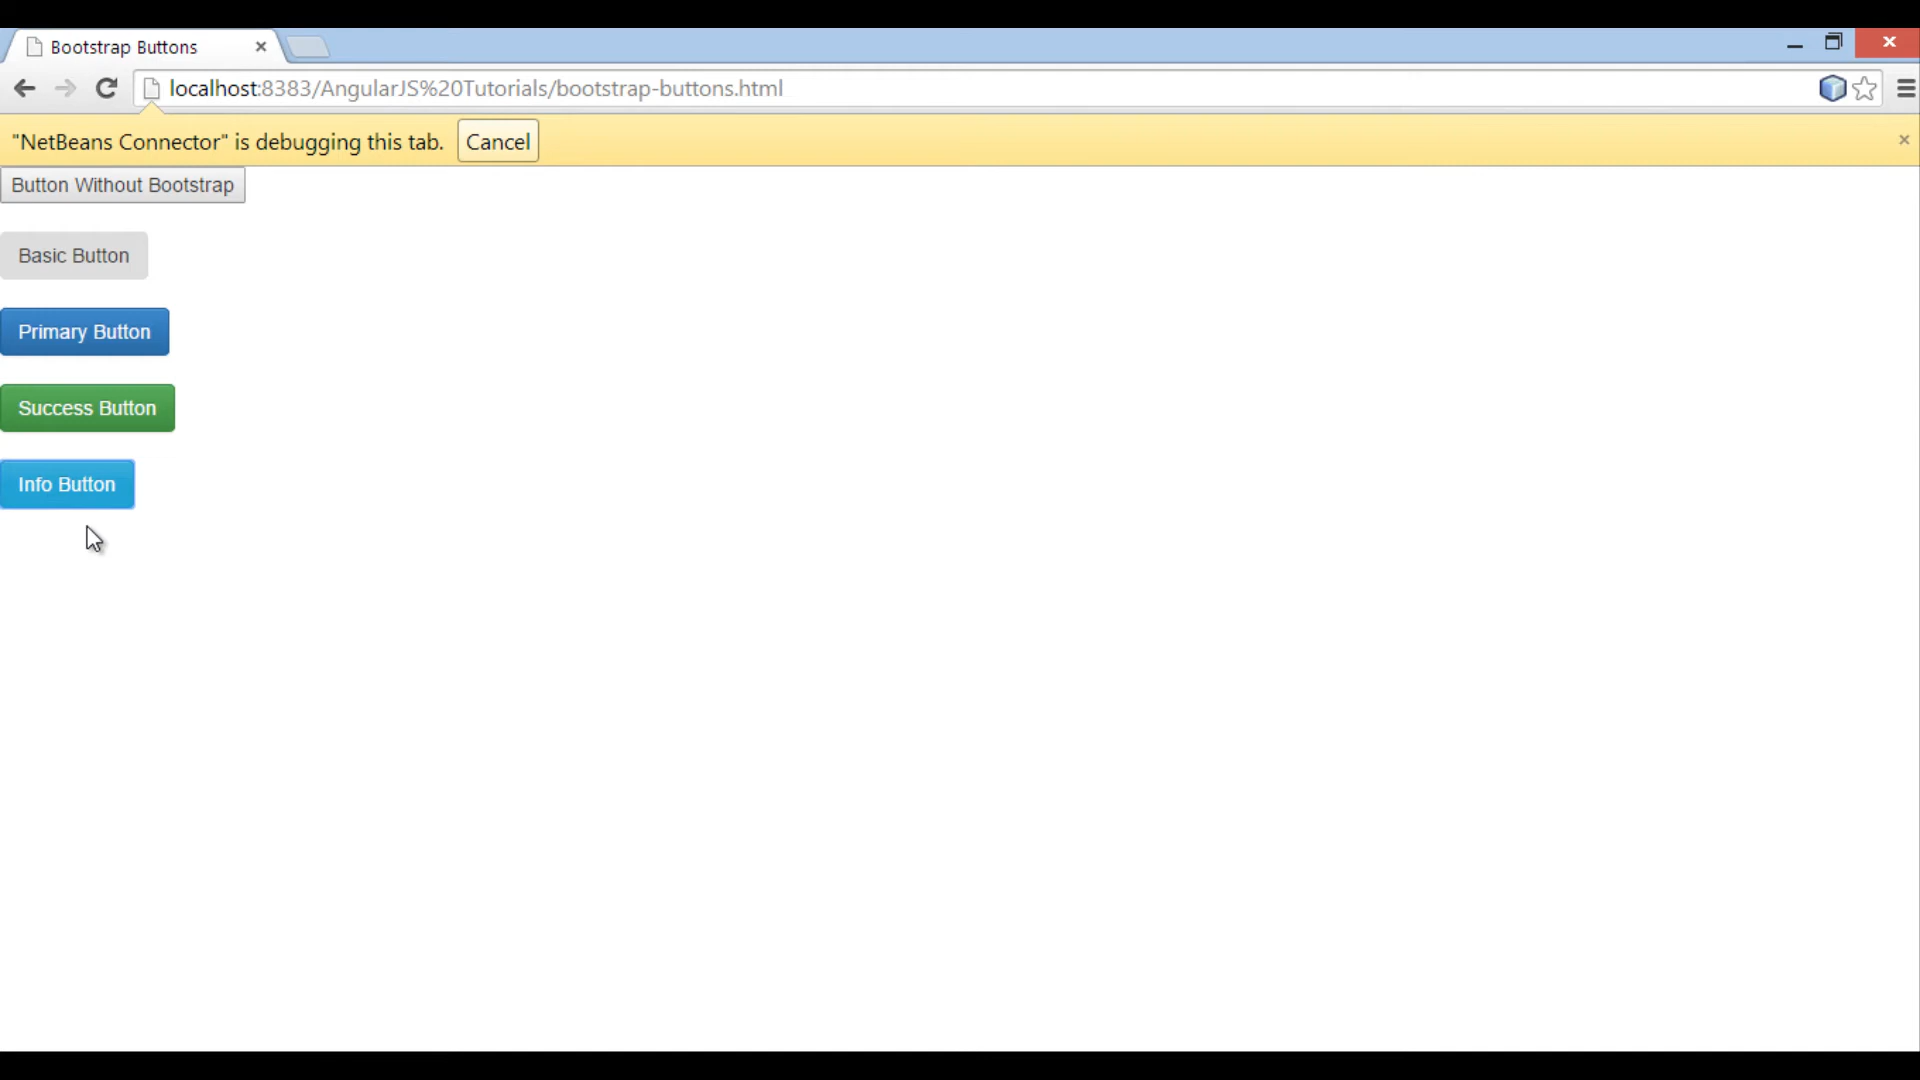 Bootstrap Buttons
localhost:8383/AngularJS%20Tutorials/bootstrap-buttons.html
"NetBeans Connector" is debugging this tab. Cancel
Button Without Bootstrap
Basic Button
Primary Button
Success Button
Info Button